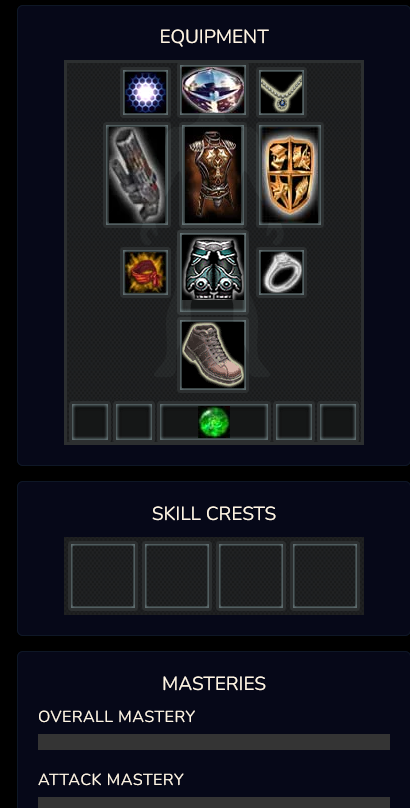 EQUIPMENT
SKILL CRESTS
MASTERIES
OVERALL MASTERY
ATTACK MASTERY